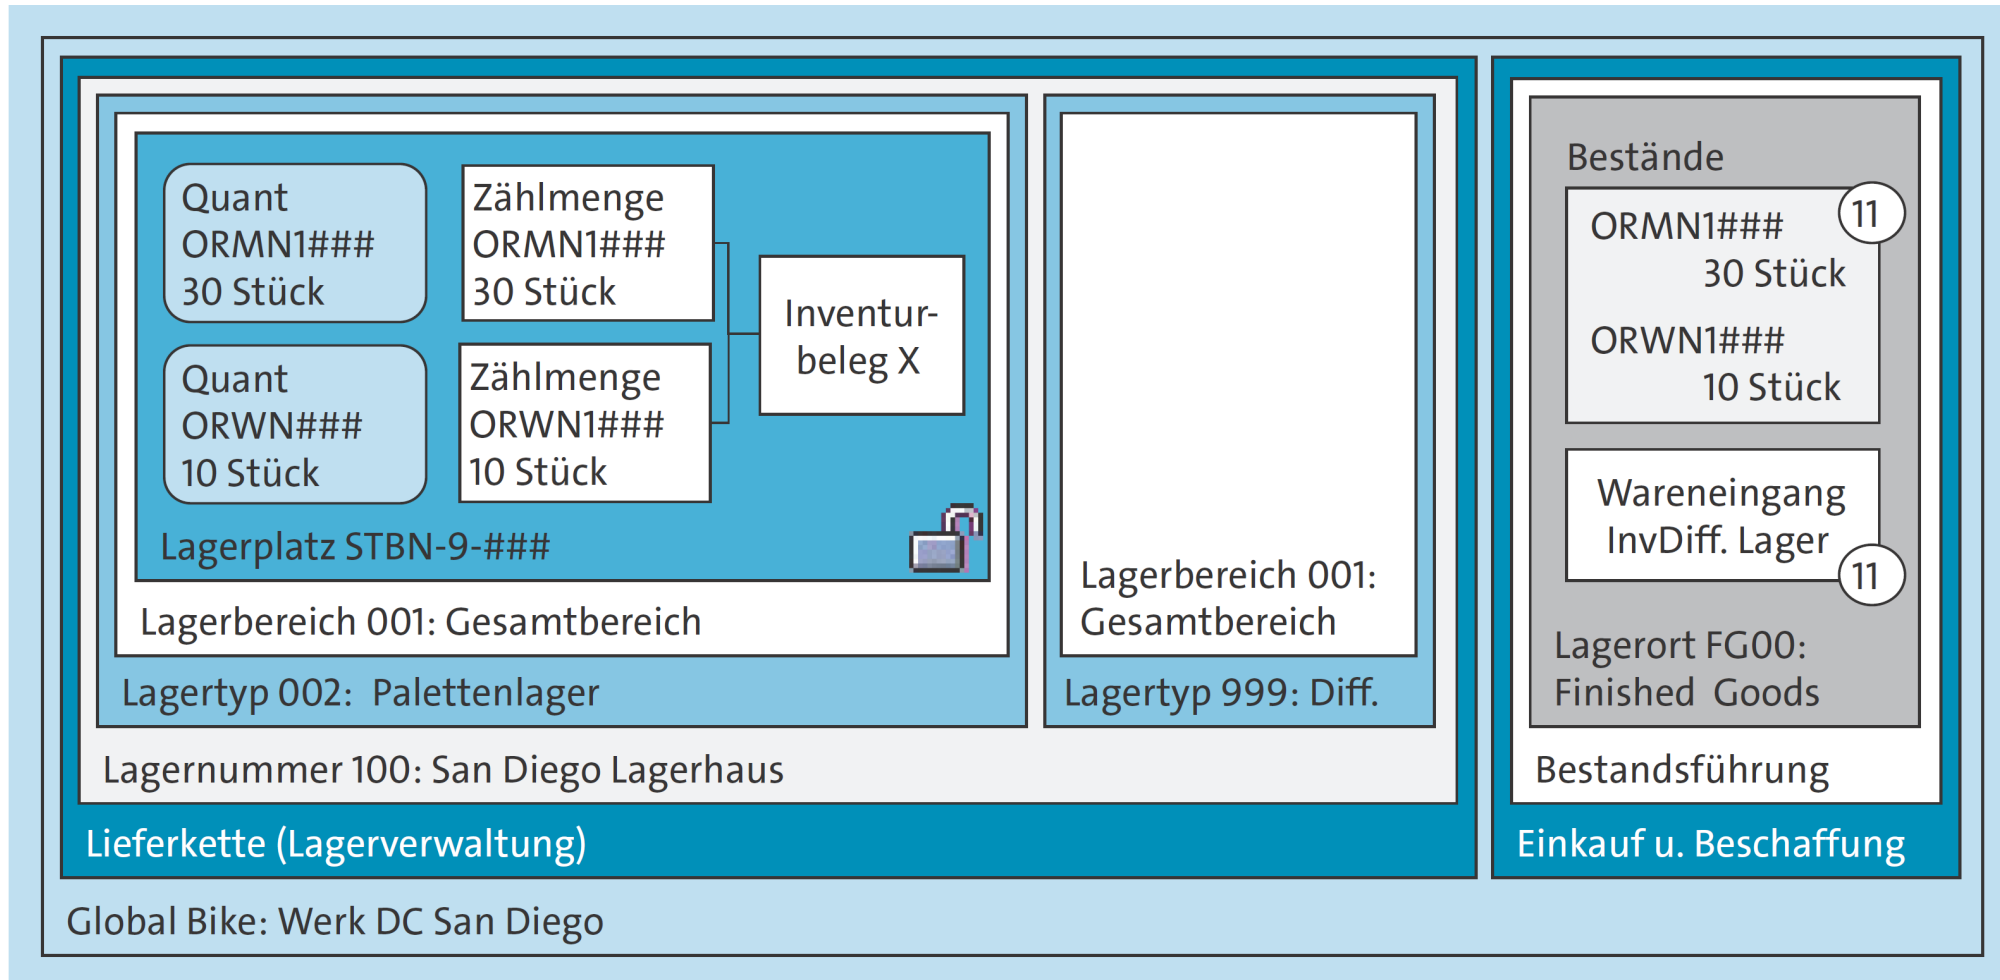 Quant
ORMN1###
30 Stück
Zählmenge
ORMN1###
30 Stück
Quant
ORWN###
10 Stück
Zählmenge
ORWN1###
10 Stück
Inventur-
beleg X
Lagerplatz STBN-9-###
Lagerbereich 001: Gesamtbereich
Lagertyp 002: Palettenlager
Lagerbereich 001:
Gesamtbereich
Lagertyp 999: Diff.
Lagernummer 100: San Diego Lagerhaus
Lieferkette (Lagerverwaltung)
Bestände
11
ORMN1###
30 Stück
ORWN1###
10 Stück
Wareneingang
InvDiff. Lager
11
Lagerort FG00:
Finished Goods
Bestandsführung
Einkauf u. Beschaffung
Global Bike: Werk DC San Diego